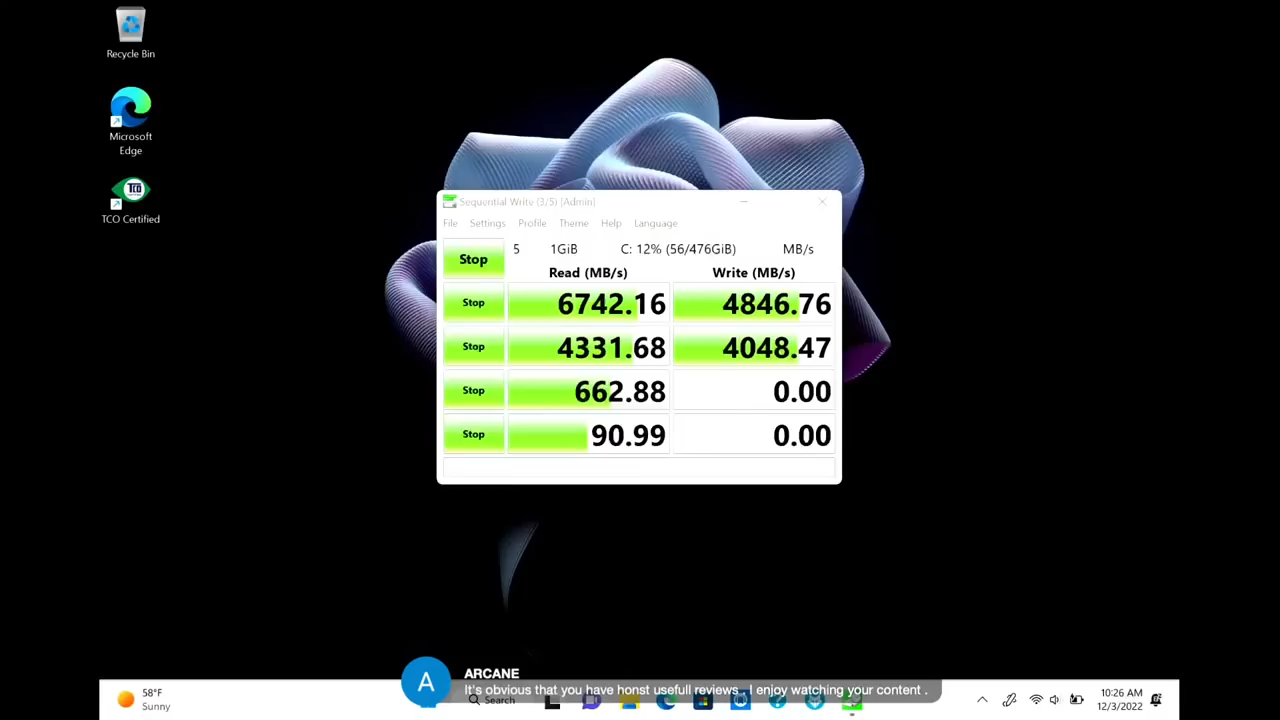 Recycle Bin
Microsoft
Edge
TCO
TCO Certified
Sequential Write (3/5) [Admin]
File Settings Profile Theme Help Language
Stop 5 1GiB C: 12% (56/476GiB) MB/s
Read (MB/s) Write (MB/s)
Stop 6742.16 4846.76
Stop 4331.68 4048.47
Stop 662.88 0.00
Stop 90.99 0.00
A ARCANE
It's obvious that you have honst usefull reviews . I enjoy watching your content .
Search
58°F
Sunny
10:26 AM
12/3/2022